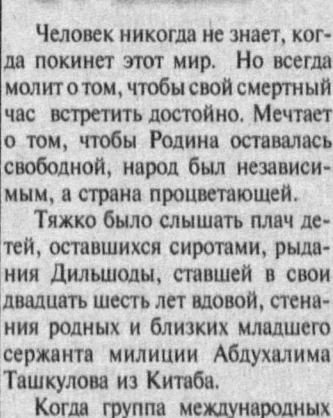 Человек никогда не знает, ког-
да покинет этот мир. Но всегда
молит о том, чтобы свой смертный
час встретить достойно. Мечтает
о том, чтобы Родина оставалась
свободной, народ был независи-
мым, а страна процветающей.
Тяжко было слышать плач де-
тей, оставшихся сиротами, рыда-
ния Дильшоды, ставшей в свои
двадцать шесть лет вдовой, стена-
ния родных и близких младшего
сержанта милиции Абдухалима
Ташкулова из Китаба.
Когда группа международных